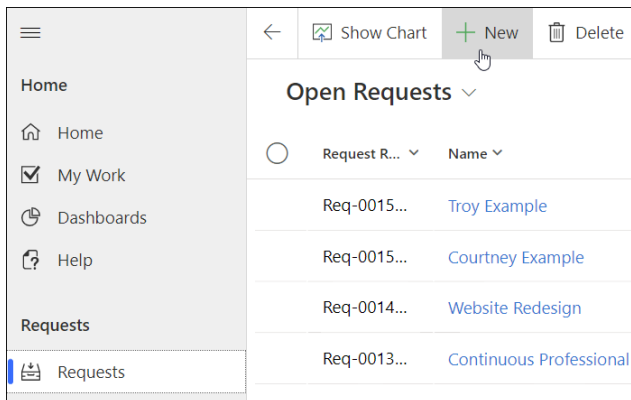 Show Chart New Delete
Home
Open Requests
Home
Request R... Name
My Work
Req-0015... Troy Example
Dashboards
Req-0015... Courtney Example
Help
Req-0014... Website Redesign
Requests
Req-0013... Continuous Professional
Requests